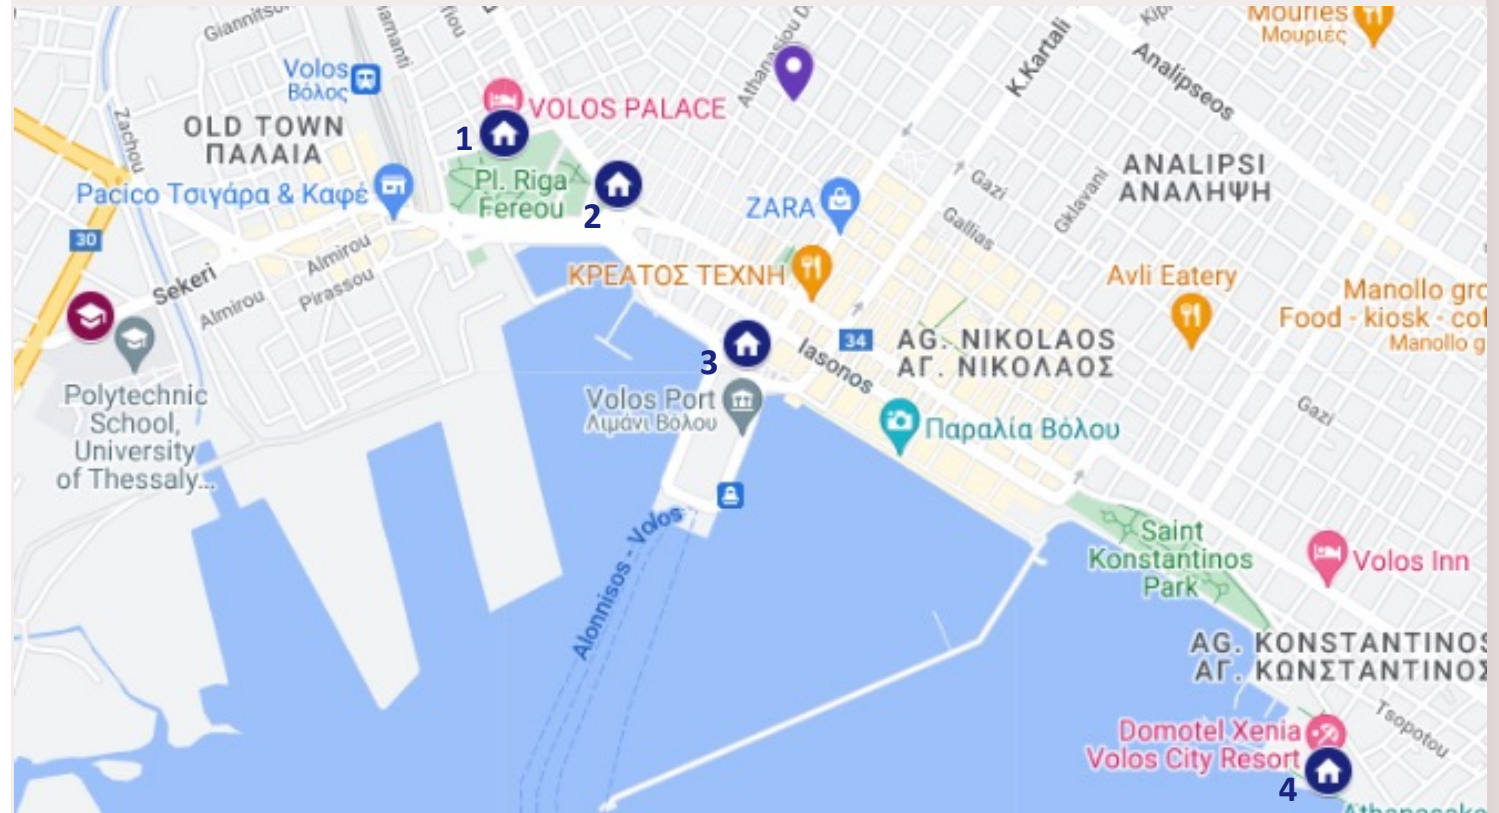 Mouries
Μουριές
Giannitso
K.Kartali
Analipseos
Athanasiou D
Volos
Βόλος
Zachou
VOLOS PALACE
1
OLD TOWN
ΠΑΛΑΙΑ
ANALIPSI
ΑΝΑΛΗΨΗ
Pl. Riga
Fereou
Pacico Τσιγάρα & Καφέ
2
ZARA
Gazi
Gallias
Gklavani
30
Sekeri
Almirou
Almirou
Pirassou
ΚΡΕΑΤΟΣ ΤΕΧΝΗ
Avli Eatery
Manollo gro
Food - kiosk - cof
Manollo g
3
Iasonos
34
AG. NIKOLAOS
ΑΓ. ΝΙΚΟΛΑΟΣ
Polytechnic
School,
University
of Thessaly...
Volos Port
Λιμάνι Βόλου
Παραλία Βόλου
Gazi
Alonnisos - Volos
Saint
Konstantinos
Park
Volos Inn
AG. KONSTANTINOS
ΑΓ. ΚΩΝΣΤΑΝΤΙΝΟΣ
Tsopotou
Domotel Xenia
Volos City Resort
4